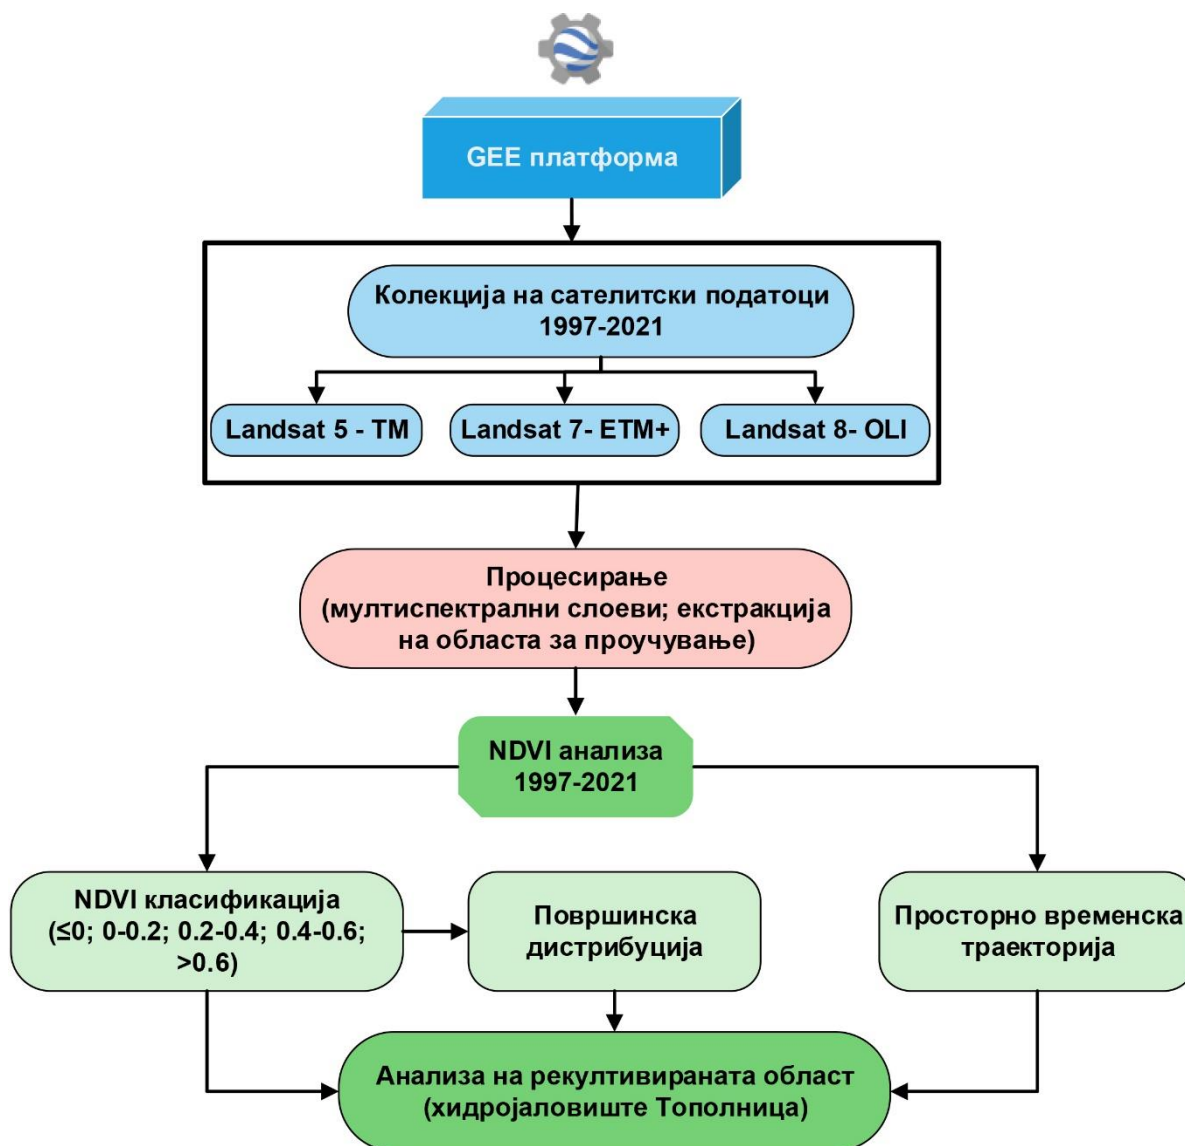 GEE платформа
Колекција на сателитски податоци
1997-2021
Landsat 5 - TM
Landsat 7- ETM+
Landsat 8- OLI
Процесирање
(мултиспектрални слоеви; екстракција
на областа за проучување)
NDVI анализа
1997-2021
NDVI класификација
(≤0; 0-0.2; 0.2-0.4; 0.4-0.6;
>0.6)
Површинска
дистрибуција
Просторно временска
траекторија
Анализа на рекултивираната област
(хидројаловиште Тополница)